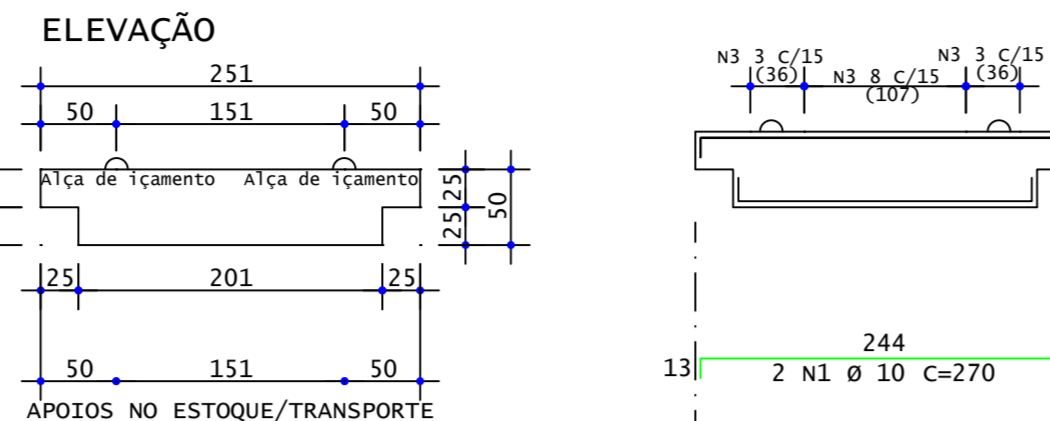 ELEVAÇÃO
251
50 151 50
Alça de içamento Alça de içamento
25
25
50
25 201 25
50 151 50
APOIOS NO ESTOQUE/TRANSPORTE
N3 3 C/15
(36)
N3 8 C/15
(107)
N3 3 C/15
(36)
244
13
2 N1 Ø 10 C=270